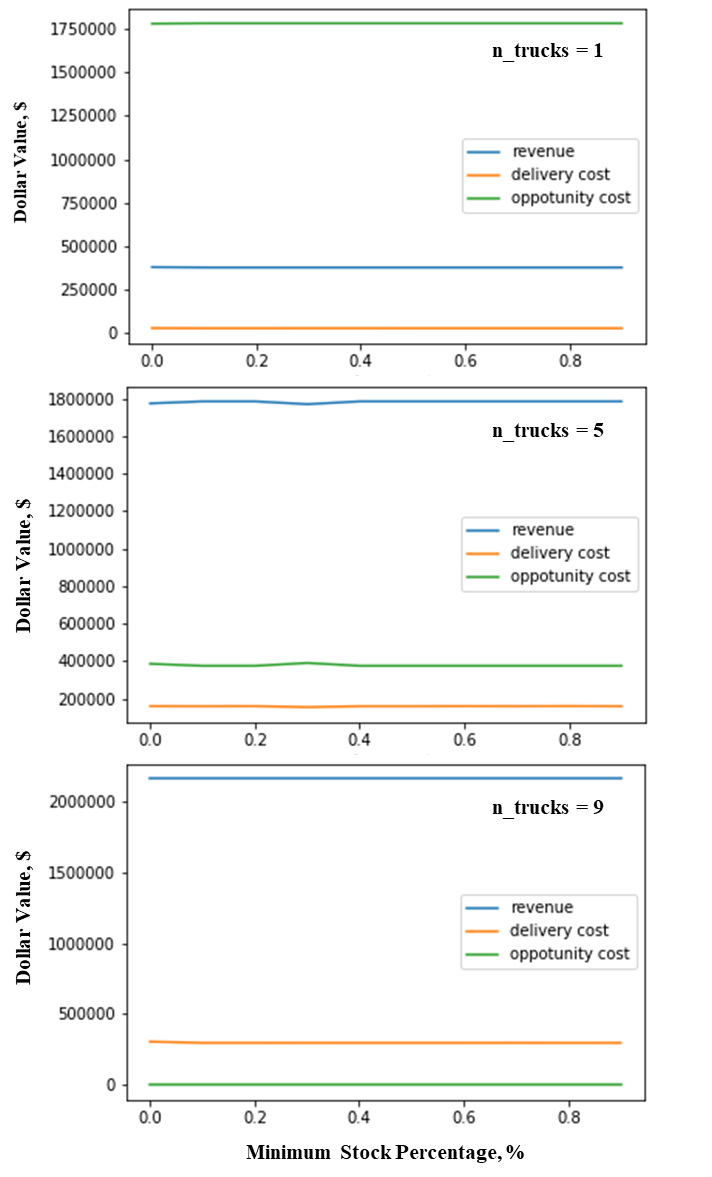 1750000
n_trucks = 1
1500000
1250000
1000000
750000
500000
250000
0
Dollar Value, $
revenue
delivery cost
oppotunity cost
0.0 0.2 0.4 0.6 0.8
1800000
n_trucks = 5
1600000
1400000
1200000
1000000
800000
600000
400000
200000
Dollar Value, $
revenue
delivery cost
oppotunity cost
0.0 0.2 0.4 0.6 0.8
2000000
n_trucks = 9
1500000
1000000
500000
0
Dollar Value, $
revenue
delivery cost
oppotunity cost
0.0 0.2 0.4 0.6 0.8
Minimum Stock Percentage, %